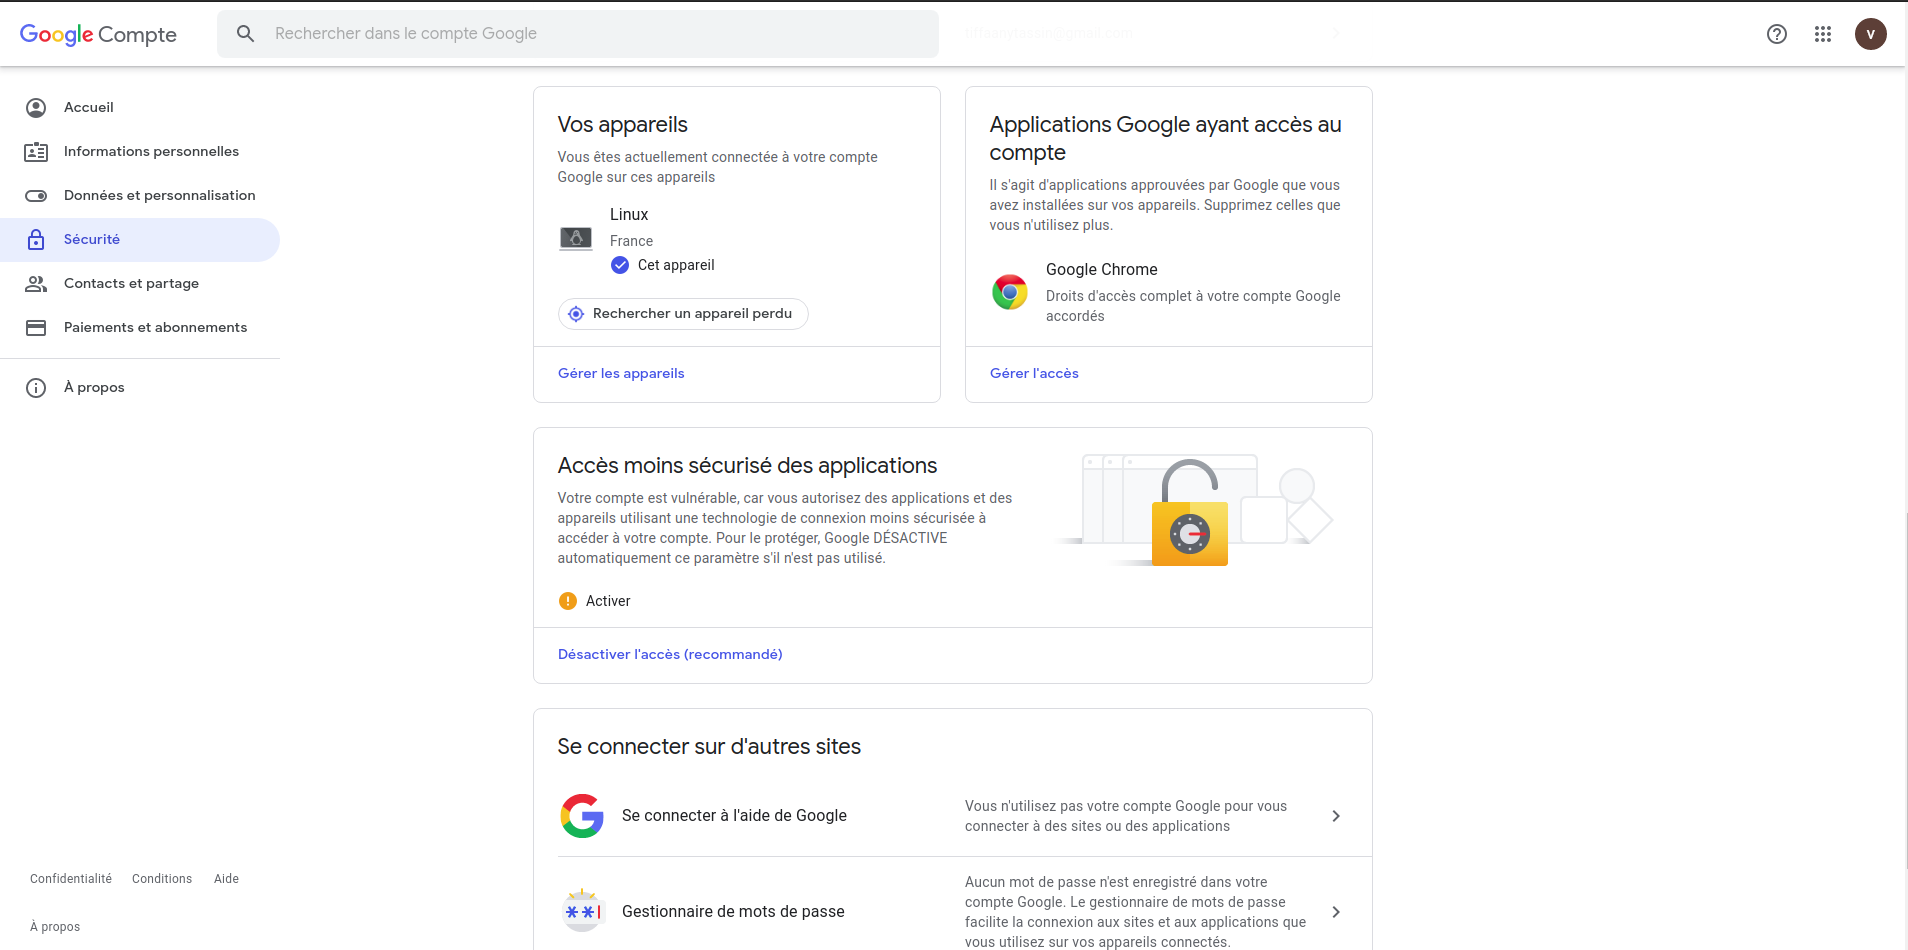 Google Compte
Rechercher dans le compte Google
V
Accueil
Informations personnelles
Données et personnalisation
Sécurité
Contacts et partage
Paiements et abonnements
À propos
Vos appareils
Vous êtes actuellement connectée à votre compte
Google sur ces appareils
Linux
France
Cet appareil
Rechercher un appareil perdu
Gérer les appareils
Applications Google ayant accès au
compte
Il s'agit d'applications approuvées par Google que vous
avez installées sur vos appareils. Supprimez celles que
vous n'utilisez plus.
Google Chrome
Droits d'accès complet à votre compte Google
accordés
Gérer l'accès
Accès moins sécurisé des applications
Votre compte est vulnérable, car vous autorisez des applications et des
appareils utilisant une technologie de connexion moins sécurisée à
accéder à votre compte. Pour le protéger, Google DÉSACTIVE
automatiquement ce paramètre s'il n'est pas utilisé.
Activer
Désactiver l'accès (recommandé)
Se connecter sur d'autres sites
Se connecter à l'aide de Google
Vous n'utilisez pas votre compte Google pour vous
connecter à des sites ou des applications
Gestionnaire de mots de passe
Aucun mot de passe n'est enregistré dans votre
compte Google. Le gestionnaire de mots de passe
facilite la connexion aux sites et aux applications que
vous utilisez sur vos appareils connectés.
Confidentialité Conditions Aide
À propos